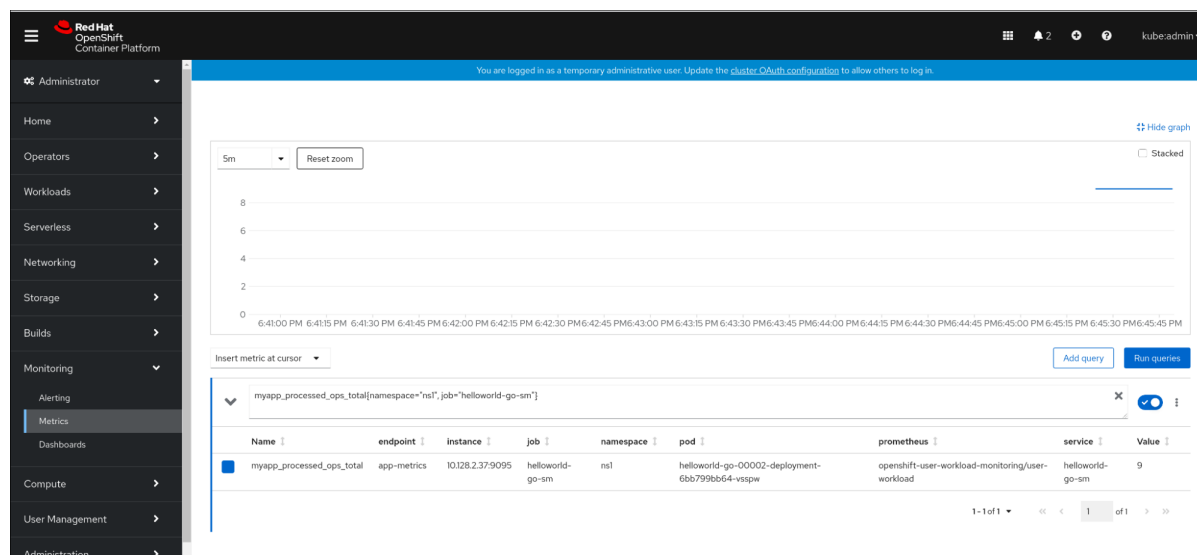 Red Hat
OpenShift
Container Platform
2
kube:admin
Administrator
You are logged in as a temporary administrative user. Update the cluster OAuth configuration to allow others to log in.
Home
Operators
Workloads
Serverless
Networking
Storage
Builds
Monitoring
Alerting
Metrics
Dashboards
Compute
User Management
Administration
Hide graph
5m
Reset zoom
Stacked
8
6
4
2
0
6:41:00 PM 6:41:15 PM 6:41:30 PM 6:41:45 PM 6:42:00 PM 6:42:15 PM 6:42:30 PM 6:42:45 PM 6:43:00 PM 6:43:15 PM 6:43:30 PM 6:43:45 PM 6:44:00 PM 6:44:15 PM 6:44:30 PM 6:44:45 PM 6:45:00 PM 6:45:15 PM 6:45:30 PM 6:45:45 PM
Insert metric at cursor
Add query
Run queries
myapp_processed_ops_total{namespace="ns1", job="helloworld-go-sm"}
Name endpoint instance job namespace pod prometheus service Value
myapp_processed_ops_total app-metrics 10.128.2.37:9095 helloworld- ns1 helloworld-go-00002-deployment- openshift-user-workload-monitoring/user- helloworld- 9
go-sm 6bb799bb64-vsspw workload go-sm
1 - 1 of 1
1 of 1